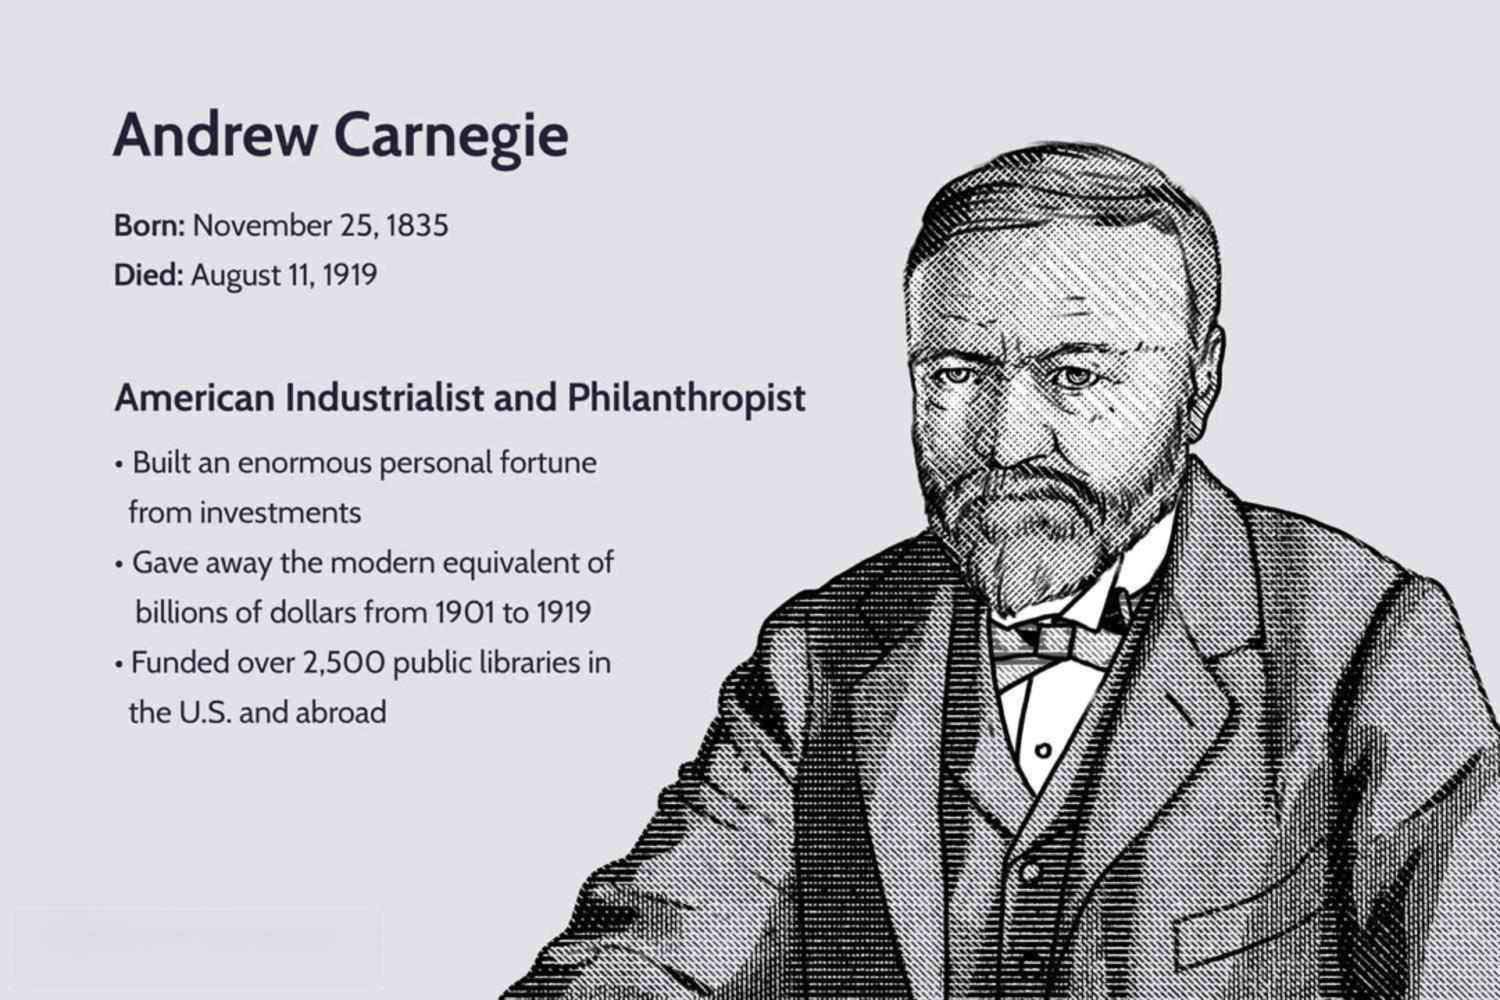 Andrew Carnegie
Born: November 25, 1835
Died: August 11, 1919
American Industrialist and Philanthropist
• Built an enormous personal fortune
from investments
• Gave away the modern equivalent of
billions of dollars from 1901 to 1919
• Funded over 2,500 public libraries in
the U.S. and abroad